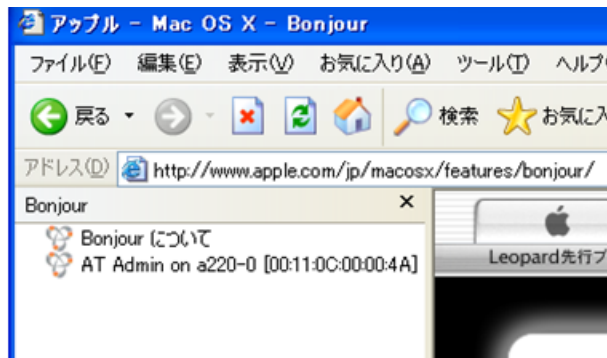 アップル - Mac OS X - Bonjour
ファイル(F) 編集(E) 表示(V) お気に入り(A) ツール(T) ヘルプ(
戻る 検索 お気に入
アドレス(D) http://www.apple.com/jp/macosx/features/bonjour/
Bonjour ×
Bonjour について
AT Admin on a220-0 [00:11:0C:00:00:4A]
Leopard先行プ